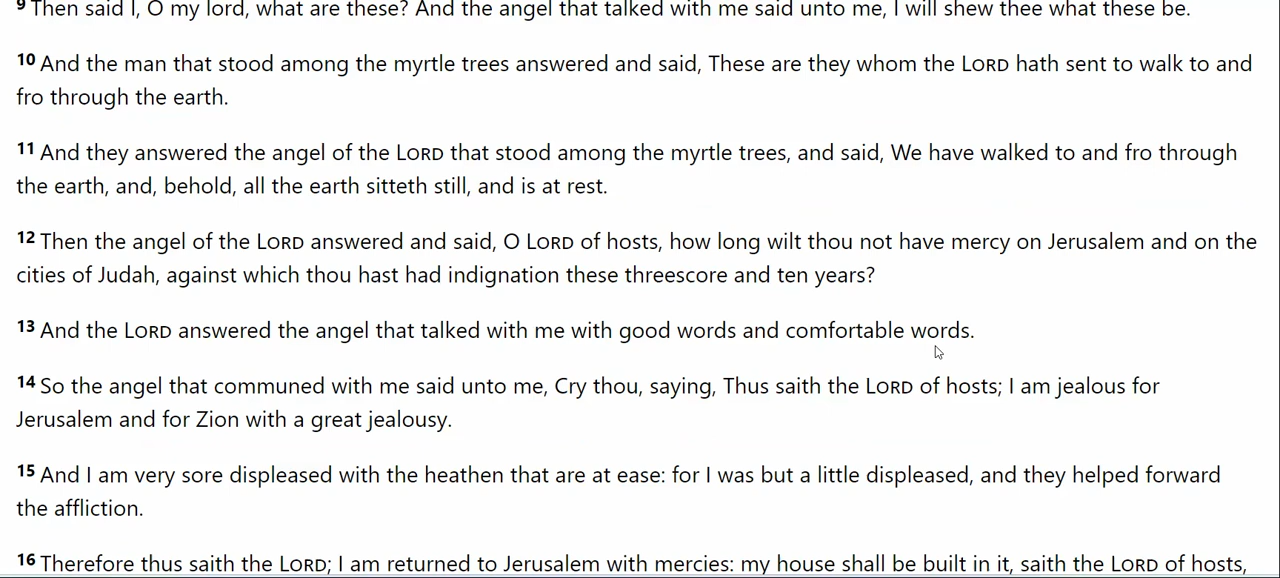 9 Then said I, O my lord, what are these? And the angel that talked with me said unto me, I will shew thee what these be.
10 And the man that stood among the myrtle trees answered and said, These are they whom the LORD hath sent to walk to and
fro through the earth.
11 And they answered the angel of the LORD that stood among the myrtle trees, and said, We have walked to and fro through
the earth, and, behold, all the earth sitteth still, and is at rest.
12 Then the angel of the LORD answered and said, O LORD of hosts, how long wilt thou not have mercy on Jerusalem and on the
cities of Judah, against which thou hast had indignation these threescore and ten years?
13 And the LORD answered the angel that talked with me with good words and comfortable words.
14 So the angel that communed with me said unto me, Cry thou, saying, Thus saith the LORD of hosts; I am jealous for
Jerusalem and for Zion with a great jealousy.
15 And I am very sore displeased with the heathen that are at ease: for I was but a little displeased, and they helped forward
the affliction.
16 Therefore thus saith the LORD; I am returned to Jerusalem with mercies: my house shall be built in it, saith the LORD of hosts,